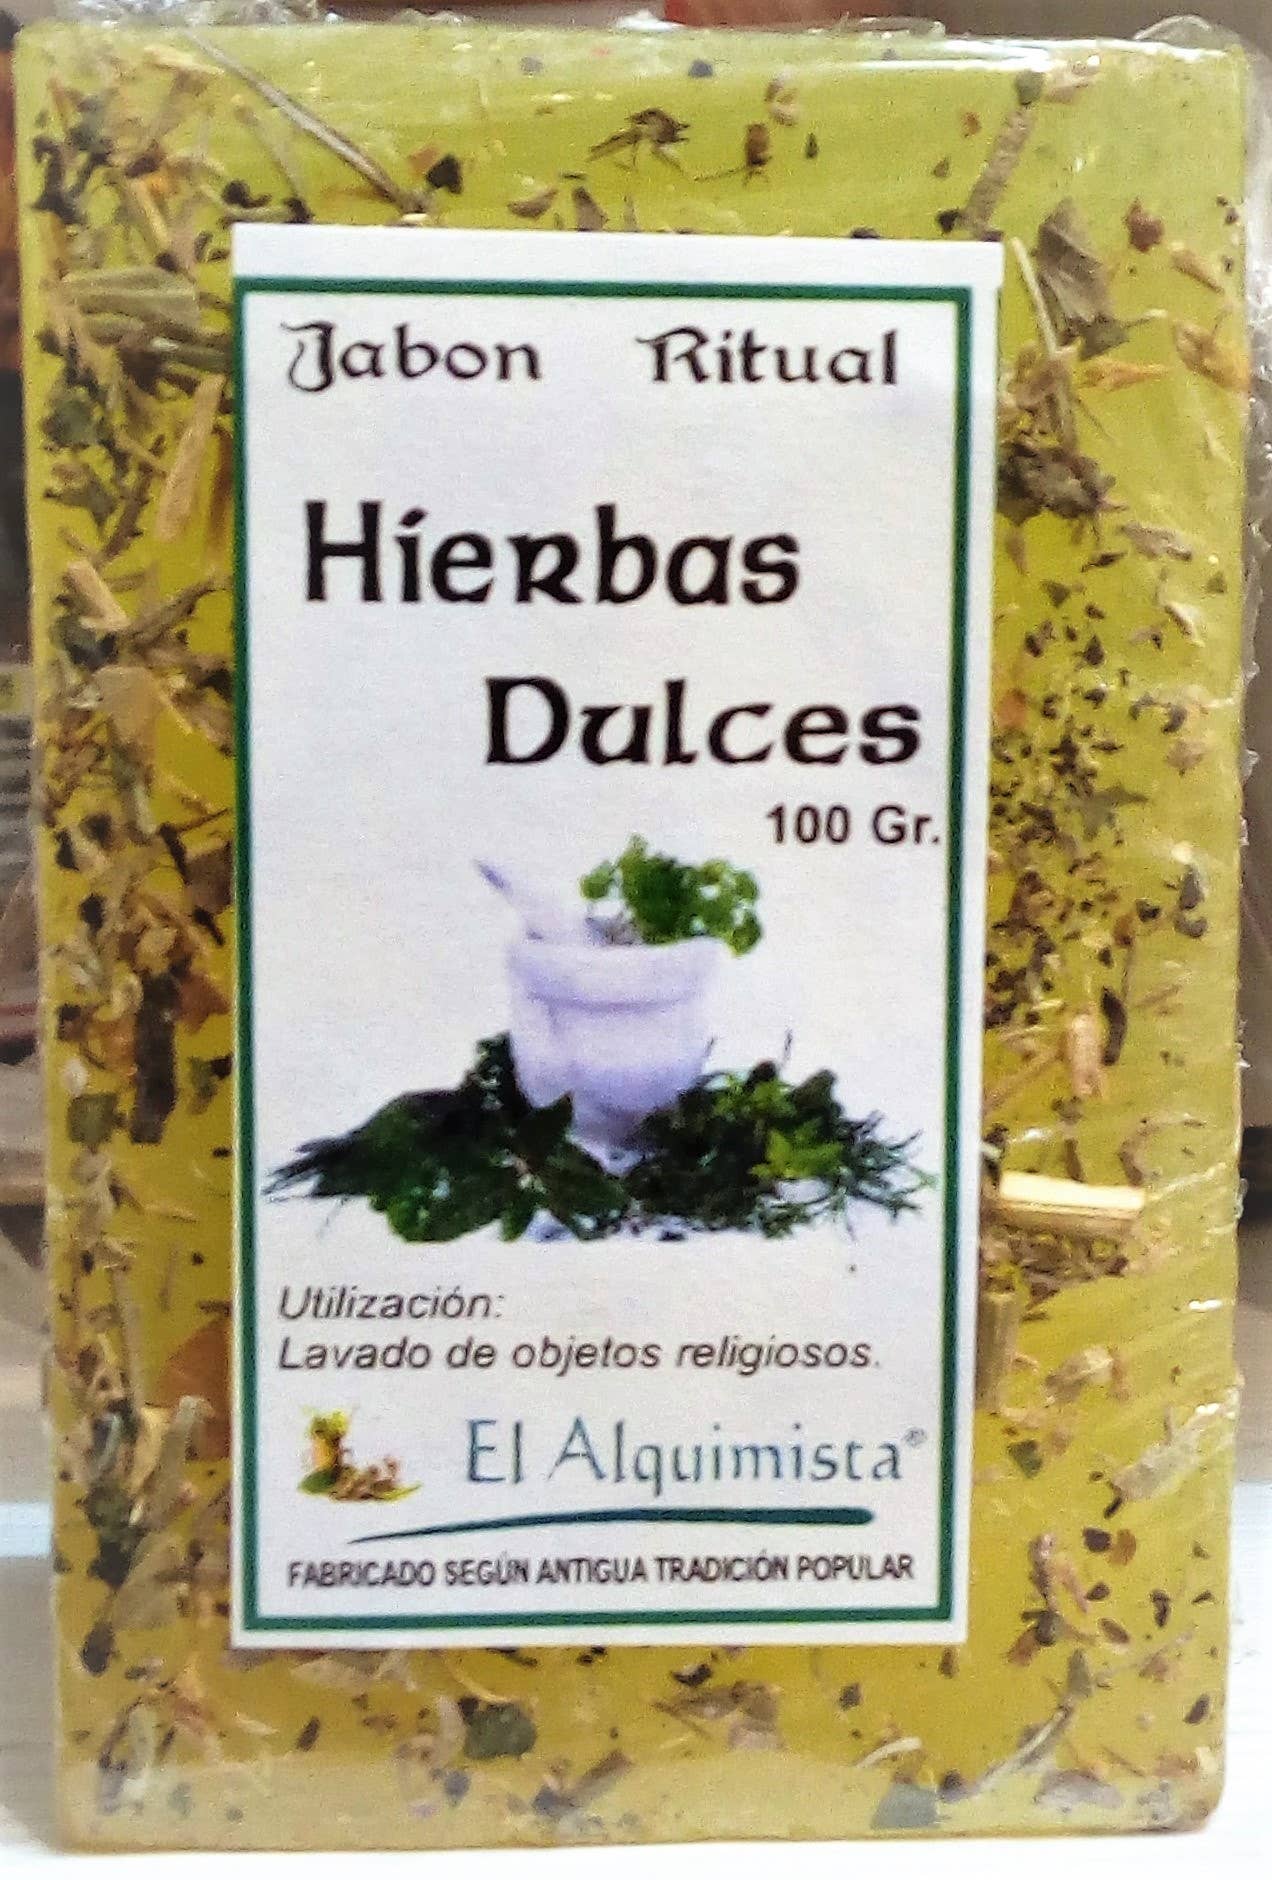 Jabon Ritual
Hierbas
Dulces
100 Gr.
Utilización:
Lavado de objetos religiosos.
El Alquimista®
FABRICADO SEGÚN ANTIGUA TRADICIÓN POPULAR